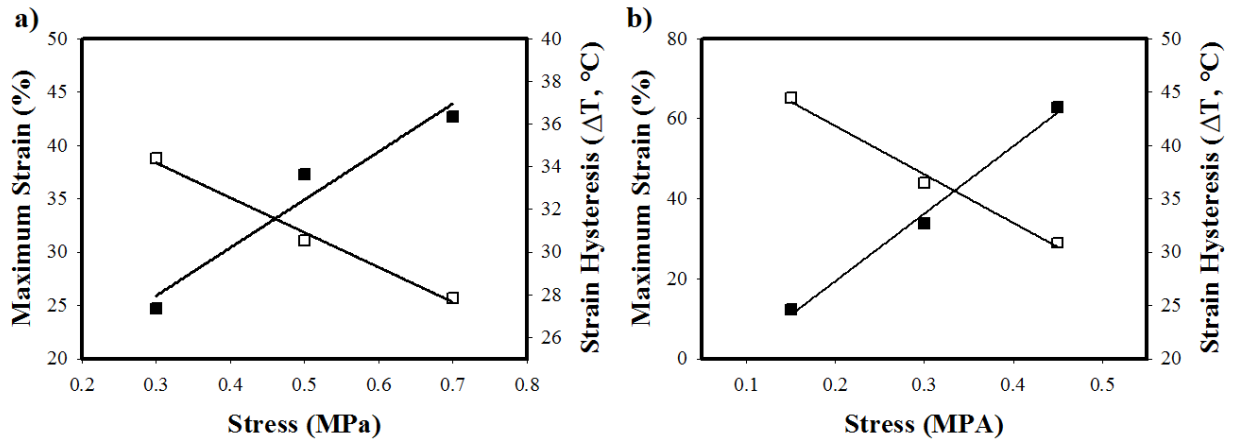 a)
Maximum Strain (%)
50
45
40
35
30
25
20
40
38
36
34
32
30
28
26
Strain Hysteresis (ΔT, °C)
0.2 0.3 0.4 0.5 0.6 0.7 0.8
Stress (MPa)
b)
Maximum Strain (%)
80
60
40
20
0
50
45
40
35
30
25
20
Strain Hysteresis (ΔT, °C)
0.1 0.2 0.3 0.4 0.5
Stress (MPA)